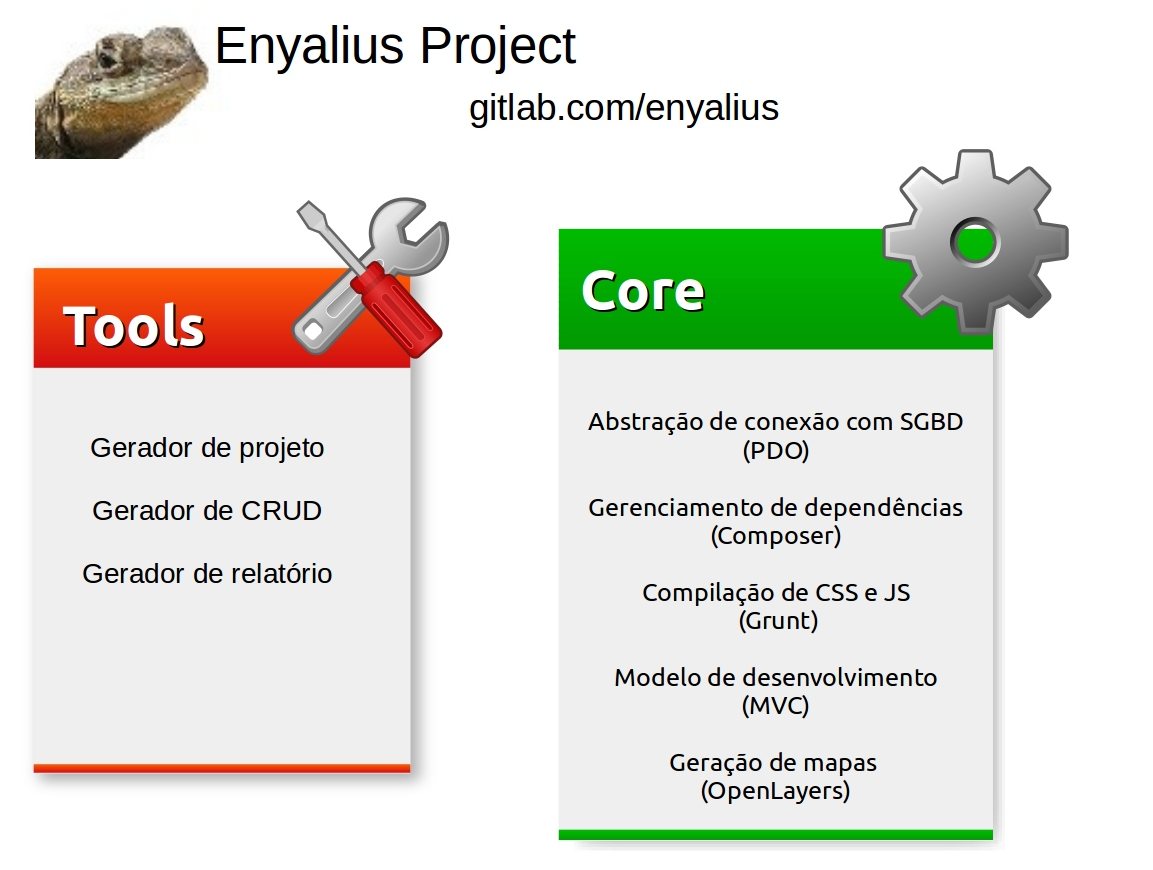 Enyalius Project
gitlab.com/enyalius
Tools
Gerador de projeto
Gerador de CRUD
Gerador de relatório
Core
Abstração de conexão com SGBD
(PDO)
Gerenciamento de dependências
(Composer)
Compilação de CSS e JS
(Grunt)
Modelo de desenvolvimento
(MVC)
Geração de mapas
(OpenLayers)